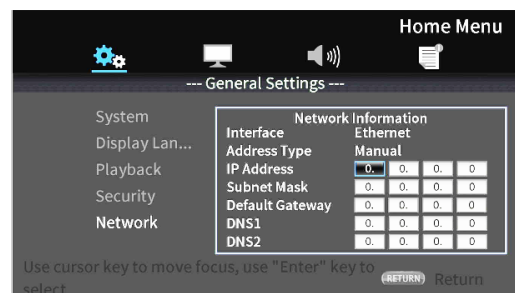 Home Menu
--- General Settings ---
System
Display Lan...
Playback
Security
Network
Network Information
Interface Ethernet
Address Type Manual
IP Address 0. 0. 0. 0
Subnet Mask 0. 0. 0. 0
Default Gateway 0. 0. 0. 0
DNS1 0. 0. 0. 0
DNS2 0. 0. 0. 0
Use cursor key to move focus, use "Enter" key to
select
RETURN Return